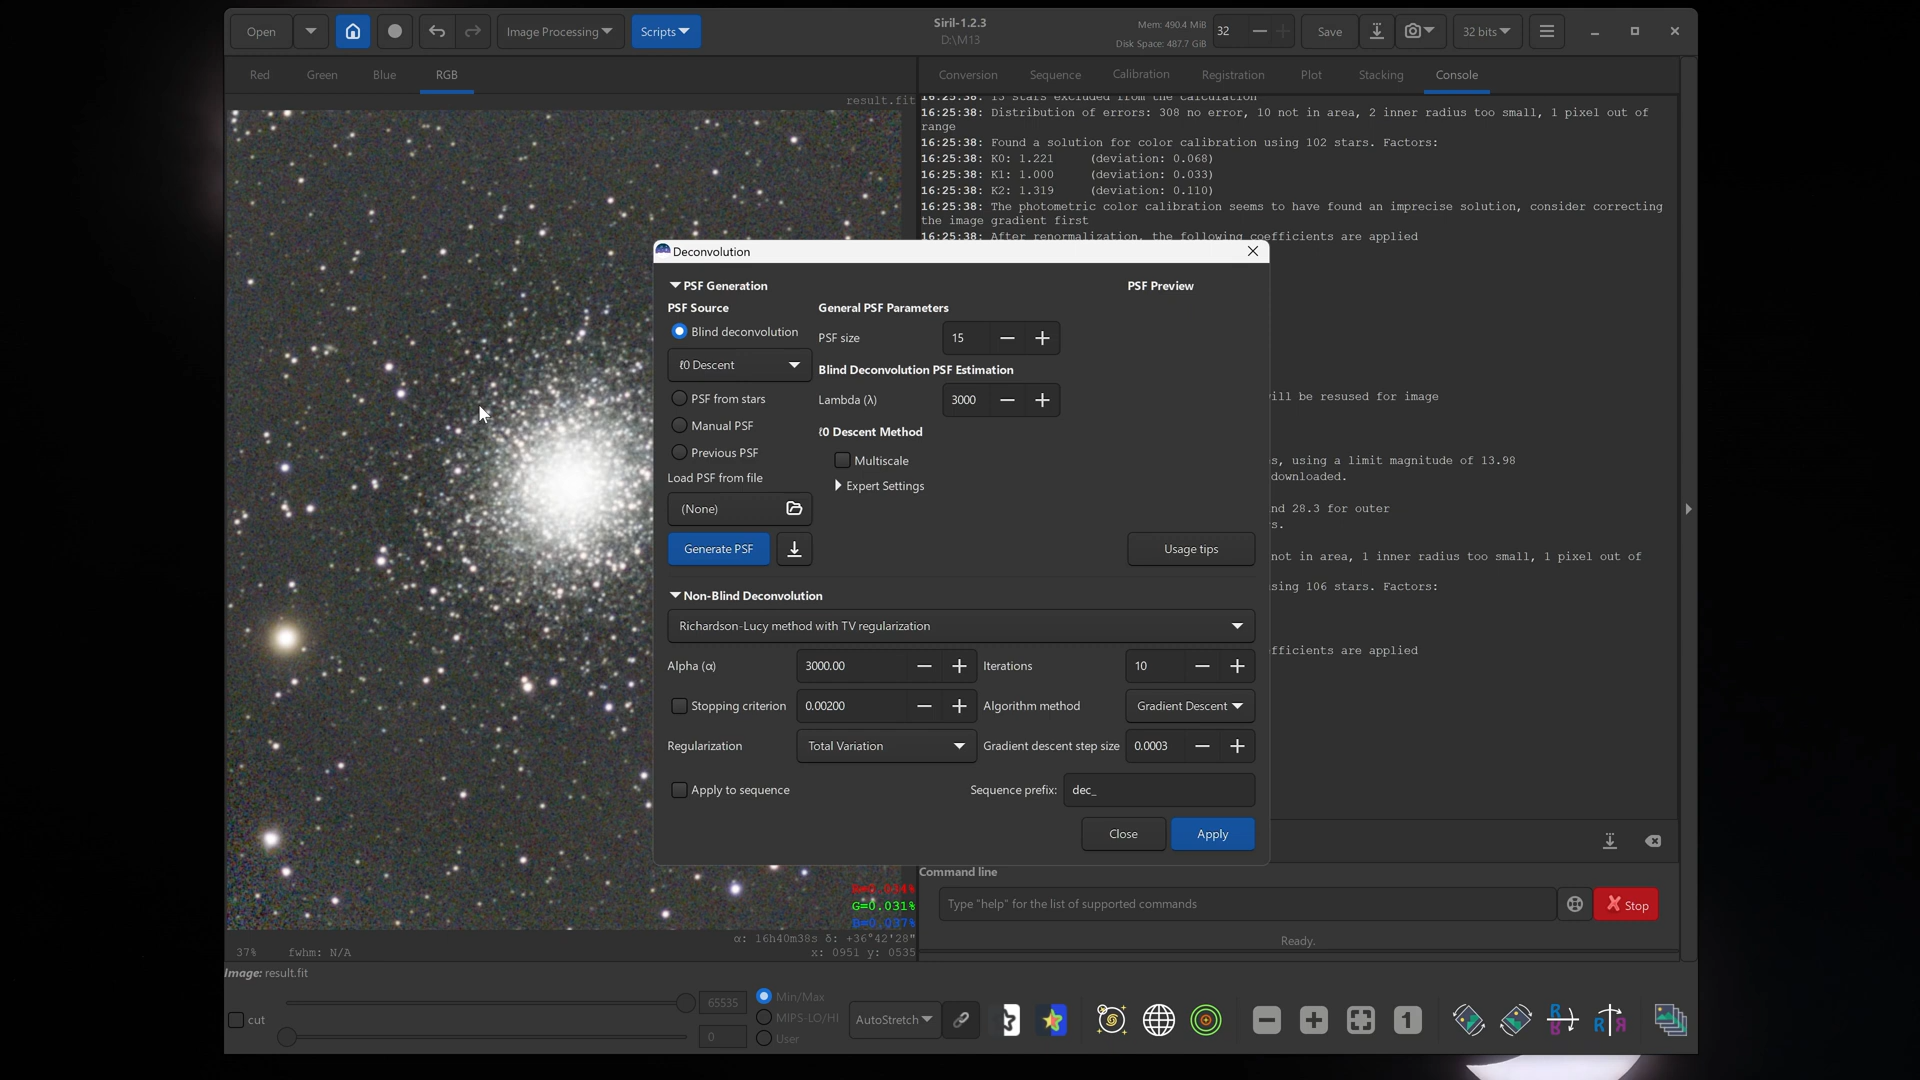 Open
Image Processing
Scripts
Siril-1.2.3
D:\M13
Mem: 490.4 MiB
Disk Space: 487.7 GiB
32
Save
32 bits
Red
Green
Blue
RGB
Conversion
Sequence
Calibration
Registration
Plot
Stacking
Console
result.fit
16:25:38: 13 stars excluded from the calculation
16:25:38: Distribution of errors: 308 no error, 10 not in area, 2 inner radius too small, 1 pixel out of
range
16:25:38: Found a solution for color calibration using 102 stars. Factors:
16:25:38: K0: 1.221 (deviation: 0.068)
16:25:38: K1: 1.000 (deviation: 0.033)
16:25:38: K2: 1.319 (deviation: 0.110)
16:25:38: The photometric color calibration seems to have found an imprecise solution, consider correcting
the image gradient first
16:25:38: After renormalization, the following coefficients are applied
Deconvolution
PSF Generation
PSF Preview
PSF Source
General PSF Parameters
Blind deconvolution
PSF size
15
ℓ0 Descent
Blind Deconvolution PSF Estimation
PSF from stars
Lambda (λ)
3000
ill be resused for image
Manual PSF
ℓ0 Descent Method
Previous PSF
Multiscale
s, using a limit magnitude of 13.98
Load PSF from file
Expert Settings
downloaded.
(None)
nd 28.3 for outer
s.
Generate PSF
Usage tips
not in area, 1 inner radius too small, 1 pixel out of
sing 106 stars. Factors:
Non-Blind Deconvolution
Richardson-Lucy method with TV regularization
fficients are applied
Alpha (α)
3000.00
Iterations
10
Stopping criterion
0.00200
Algorithm method
Gradient Descent
Regularization
Total Variation
Gradient descent step size
0.0003
Apply to sequence
Sequence prefix:
dec_
Close
Apply
Command line
Type "help" for the list of supported commands
Stop
Ready.
G=0.031%
α: 16h40m38s δ: +36°42'28"
37%
fwhm: N/A
x: 0951 y: 0535
Image: result.fit
65535
Min/Max
cut
MIPS-LO/HI
AutoStretch
1
0
User